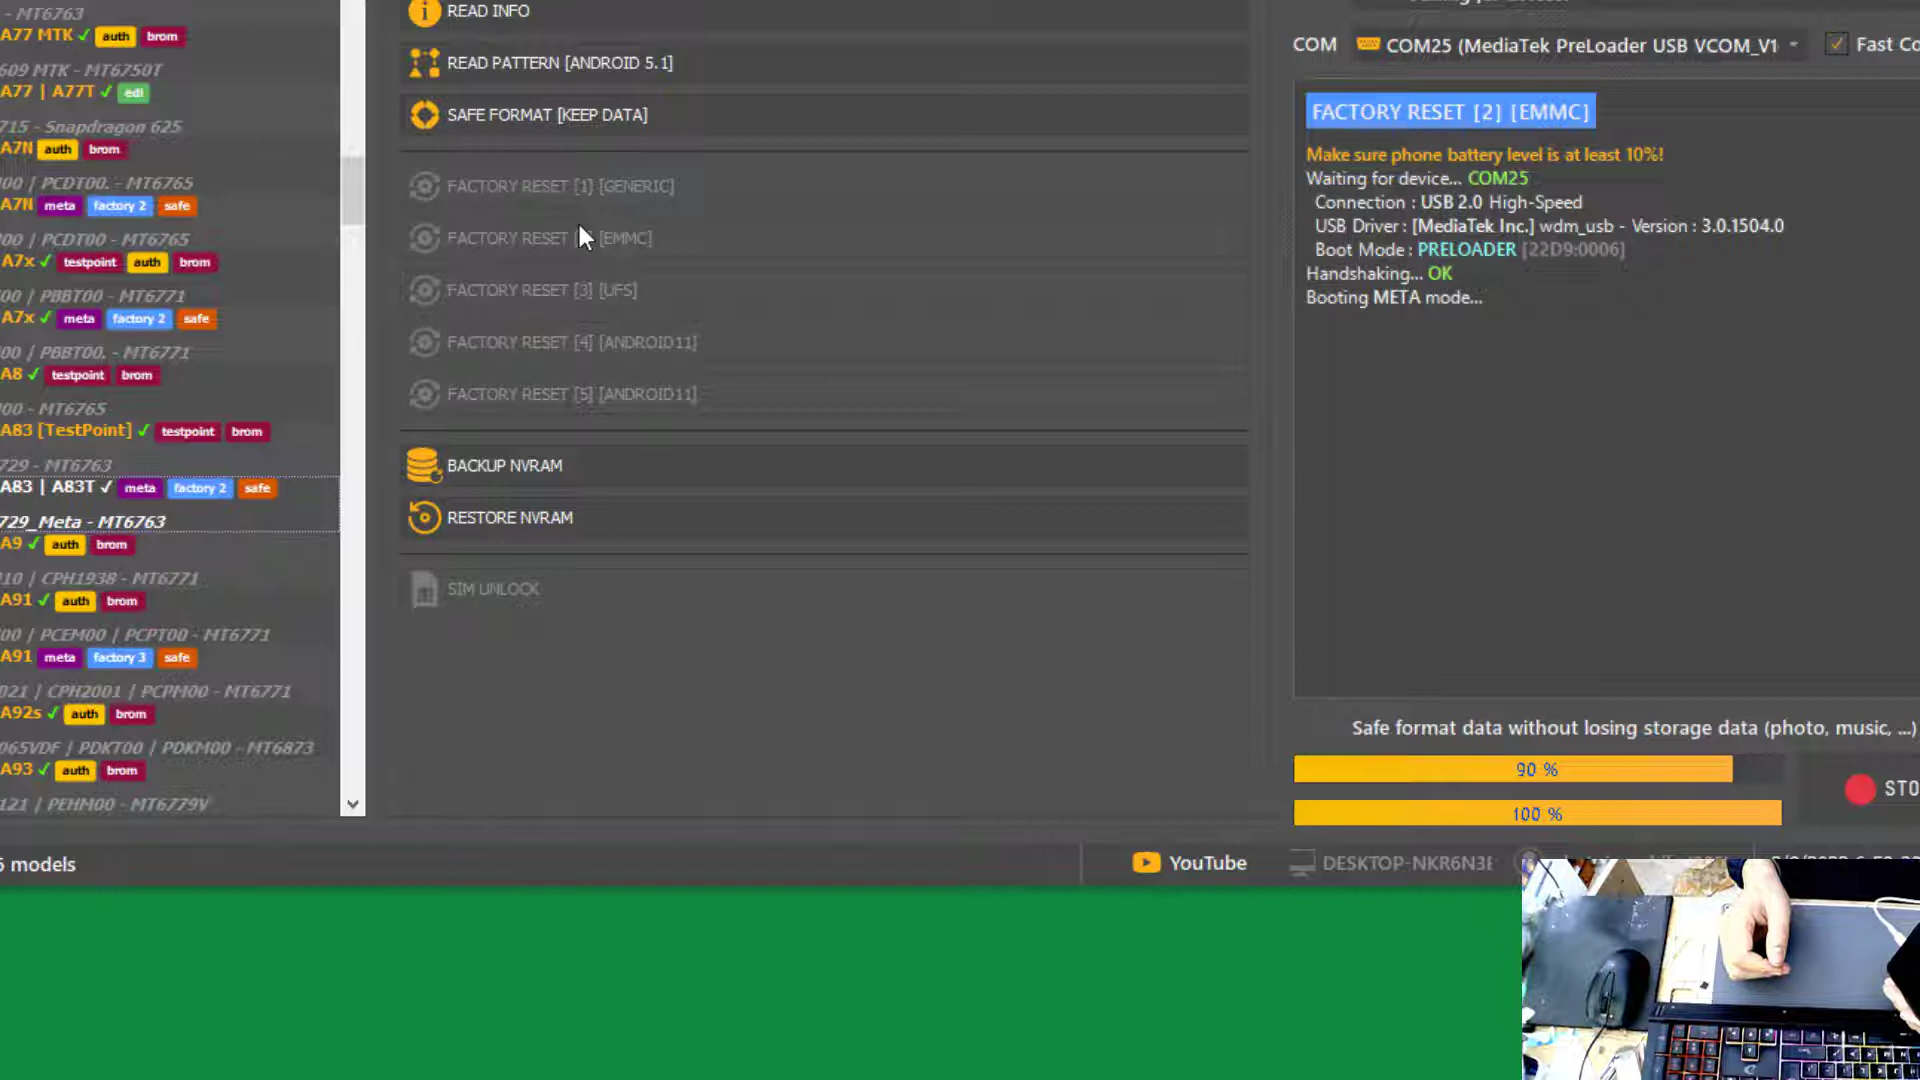 - MT6763
A77 MTK auth brom
609 MTK - MT6750T
A77 | A77T edl
715 - Snapdragon 625
A7N auth brom
00 | PCDT00. - MT6765
A7N meta factory 2 safe
00 | PCDT00 - MT6765
A7x testpoint auth brom
00 | PBBT00 - MT6771
A7x meta factory 2 safe
00 | PBBT00. - MT6771
A8 testpoint brom
00 - MT6765
A83 [TestPoint] testpoint brom
729 - MT6763
A83 | A83T meta factory 2 safe
729_Meta - MT6763
A9 auth brom
10 | CPH1938 - MT6771
A91 auth brom
00 | PCEM00 | PCPT00 - MT6771
A91 meta factory 3 safe
021 | CPH2001 | PCPM00 - MT6771
A92s auth brom
065VDF | PDKT00 | PDKM00 - MT6873
A93 auth brom
121 | PEHM00 - MT6779V
models
READ INFO
READ PATTERN [ANDROID 5.1]
SAFE FORMAT [KEEP DATA]
FACTORY RESET [1] [GENERIC]
FACTORY RESET [EMMC]
FACTORY RESET [3] [UFS]
FACTORY RESET [4] [ANDROID11]
FACTORY RESET [5] [ANDROID11]
BACKUP NVRAM
RESTORE NVRAM
SIM UNLOCK
COM COM25 (MediaTek PreLoader USB VCOM_V1 Fast Co
FACTORY RESET [2] [EMMC]
Make sure phone battery level is at least 10%!
Waiting for device... COM25
Connection : USB 2.0 High-Speed
USB Driver : [MediaTek Inc.] wdm_usb - Version : 3.0.1504.0
Boot Mode : PRELOADER [22D9:0006]
Handshaking... OK
Booting META mode...
Safe format data without losing storage data (photo, music, ...)
90 %
STO
100 %
YouTube DESKTOP-NKR6N3E